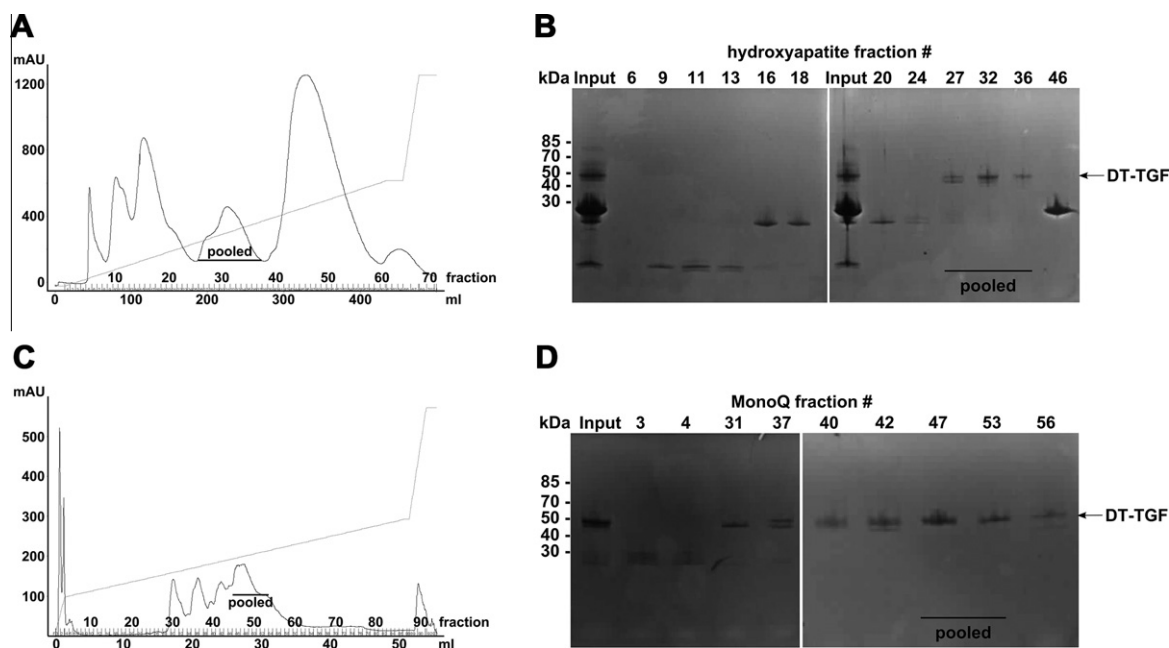 A
mAU
1200
800
400
0
pooled
10 20 30 40 50 60 70 fraction
0 100 200 300 400
ml
B
hydroxyapatite fraction #
kDa Input 6 9 11 13 16 18 Input 20 24 27 32 36 46
85 -
70 -
50 -
40 -
30 -
DT-TGF
pooled
C
mAU
500
400
300
200
100
pooled
10 20 30 40 50 60 70 80 90 fraction
0 10 20 30 40 50
ml
D
MonoQ fraction #
kDa Input 3 4 31 37 40 42 47 53 56
85 -
70 -
50 -
40 -
30 -
DT-TGF
pooled